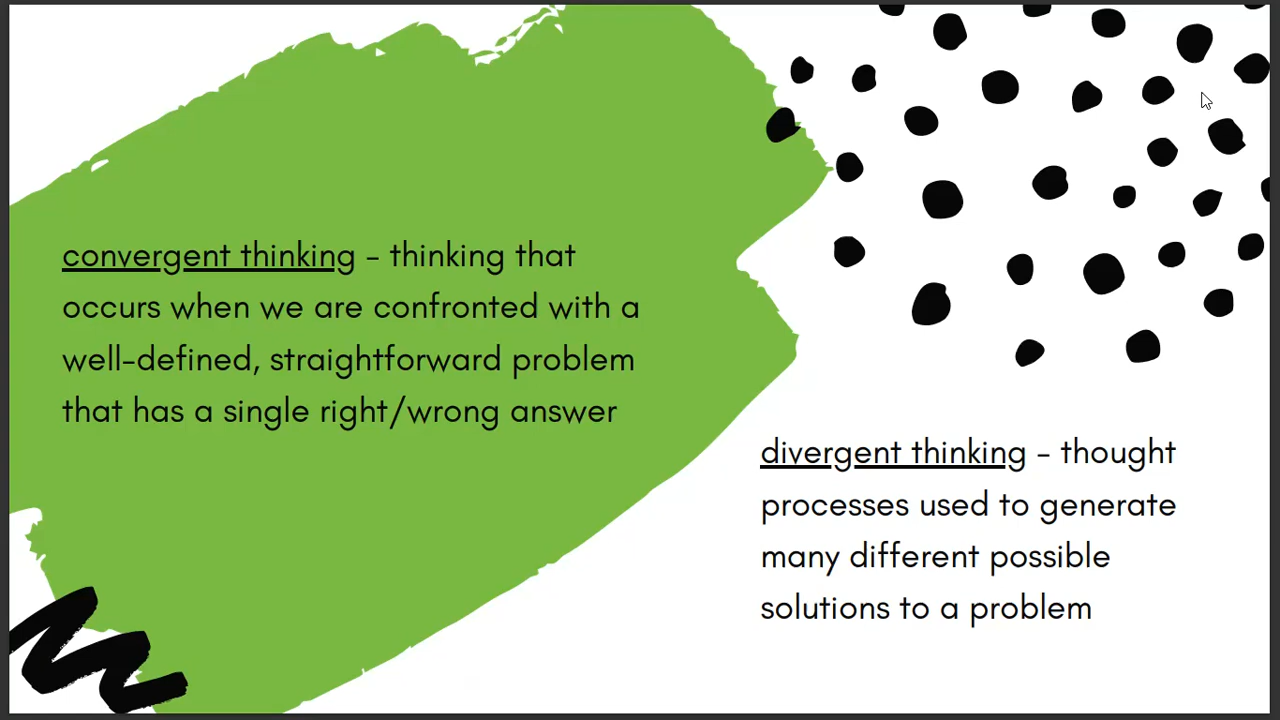 convergent thinking - thinking that
occurs when we are confronted with a
well-defined, straightforward problem
that has a single right/wrong answer
divergent thinking - thought
processes used to generate
many different possible
solutions to a problem